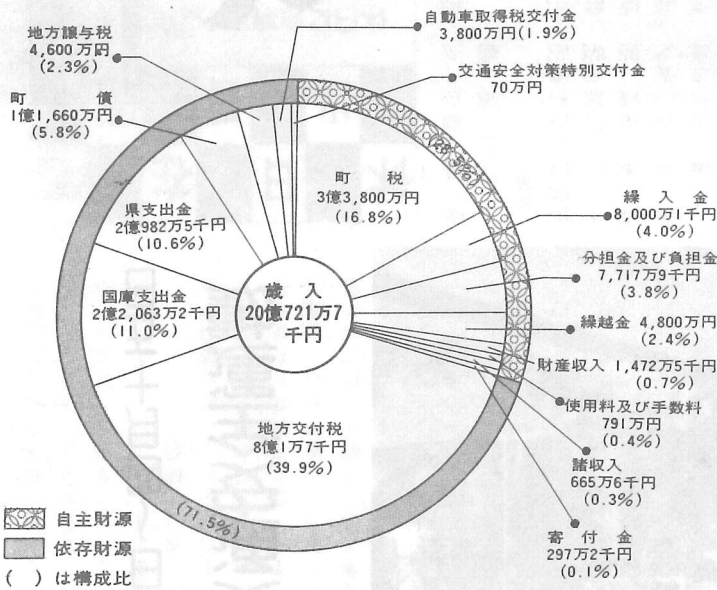 自動車取得税交付金
3,800万円(1.9%)
交通安全対策特別交付金
70万円
地方譲与税
4,600万円
(2.3%)
町債
1億1,660万円
(5.8%)
県支出金
2億982万5千円
(10.6%)
国庫支出金
2億2,063万2千円
(11.0%)
地方交付税
8億1万7千円
(39.9%)
(71.5%)
歳入
20億721万7
千円
町税
3億3,800万円
(16.8%)
繰入金
8,000万1千円
(4.0%)
分担金及び負担金
7,717万9千円
(3.8%)
繰越金 4,800万円
(2.4%)
財産収入 1,472万5千円
(0.7%)
使用料及び手数料
791万円
(0.4%)
諸収入
665万6千円
(0.3%)
寄付金
297万2千円
(0.1%)
自主財源
依存財源
( )は構成比